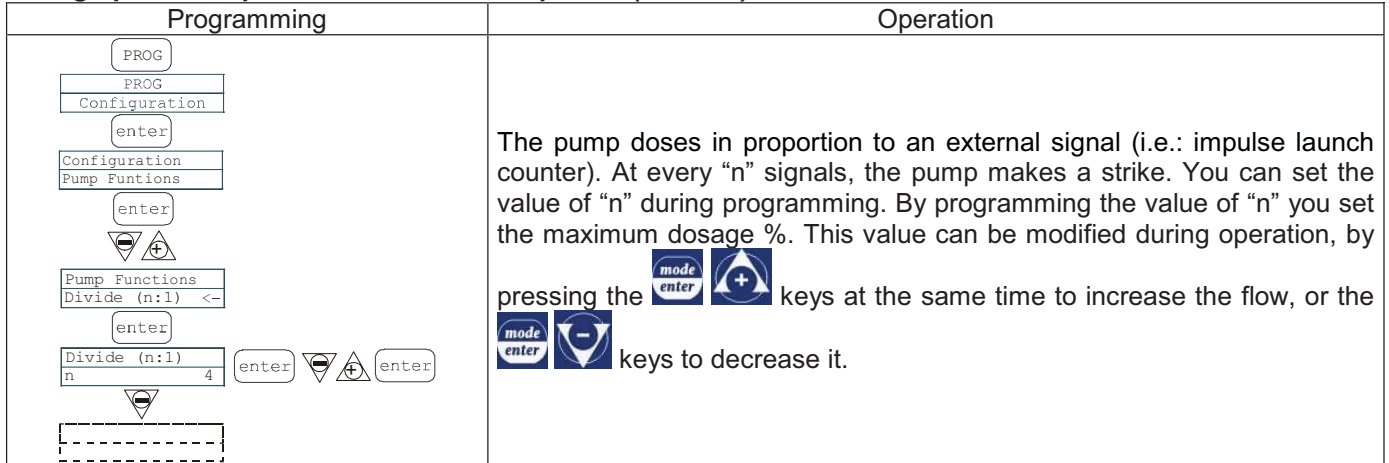 Programming
Operation
PROG
PROG
Configuration
enter
Configuration
Pump Funtions
enter
Pump Functions
Divide (n:1) <-
enter
Divide (n:1)
n 4
enter
enter
The pump doses in proportion to an external signal (i.e.: impulse launch
counter). At every “n” signals, the pump makes a strike. You can set the
value of “n” during programming. By programming the value of “n” you set
the maximum dosage %. This value can be modified during operation, by
pressing the mode enter + keys at the same time to increase the flow, or the
mode enter - keys to decrease it.